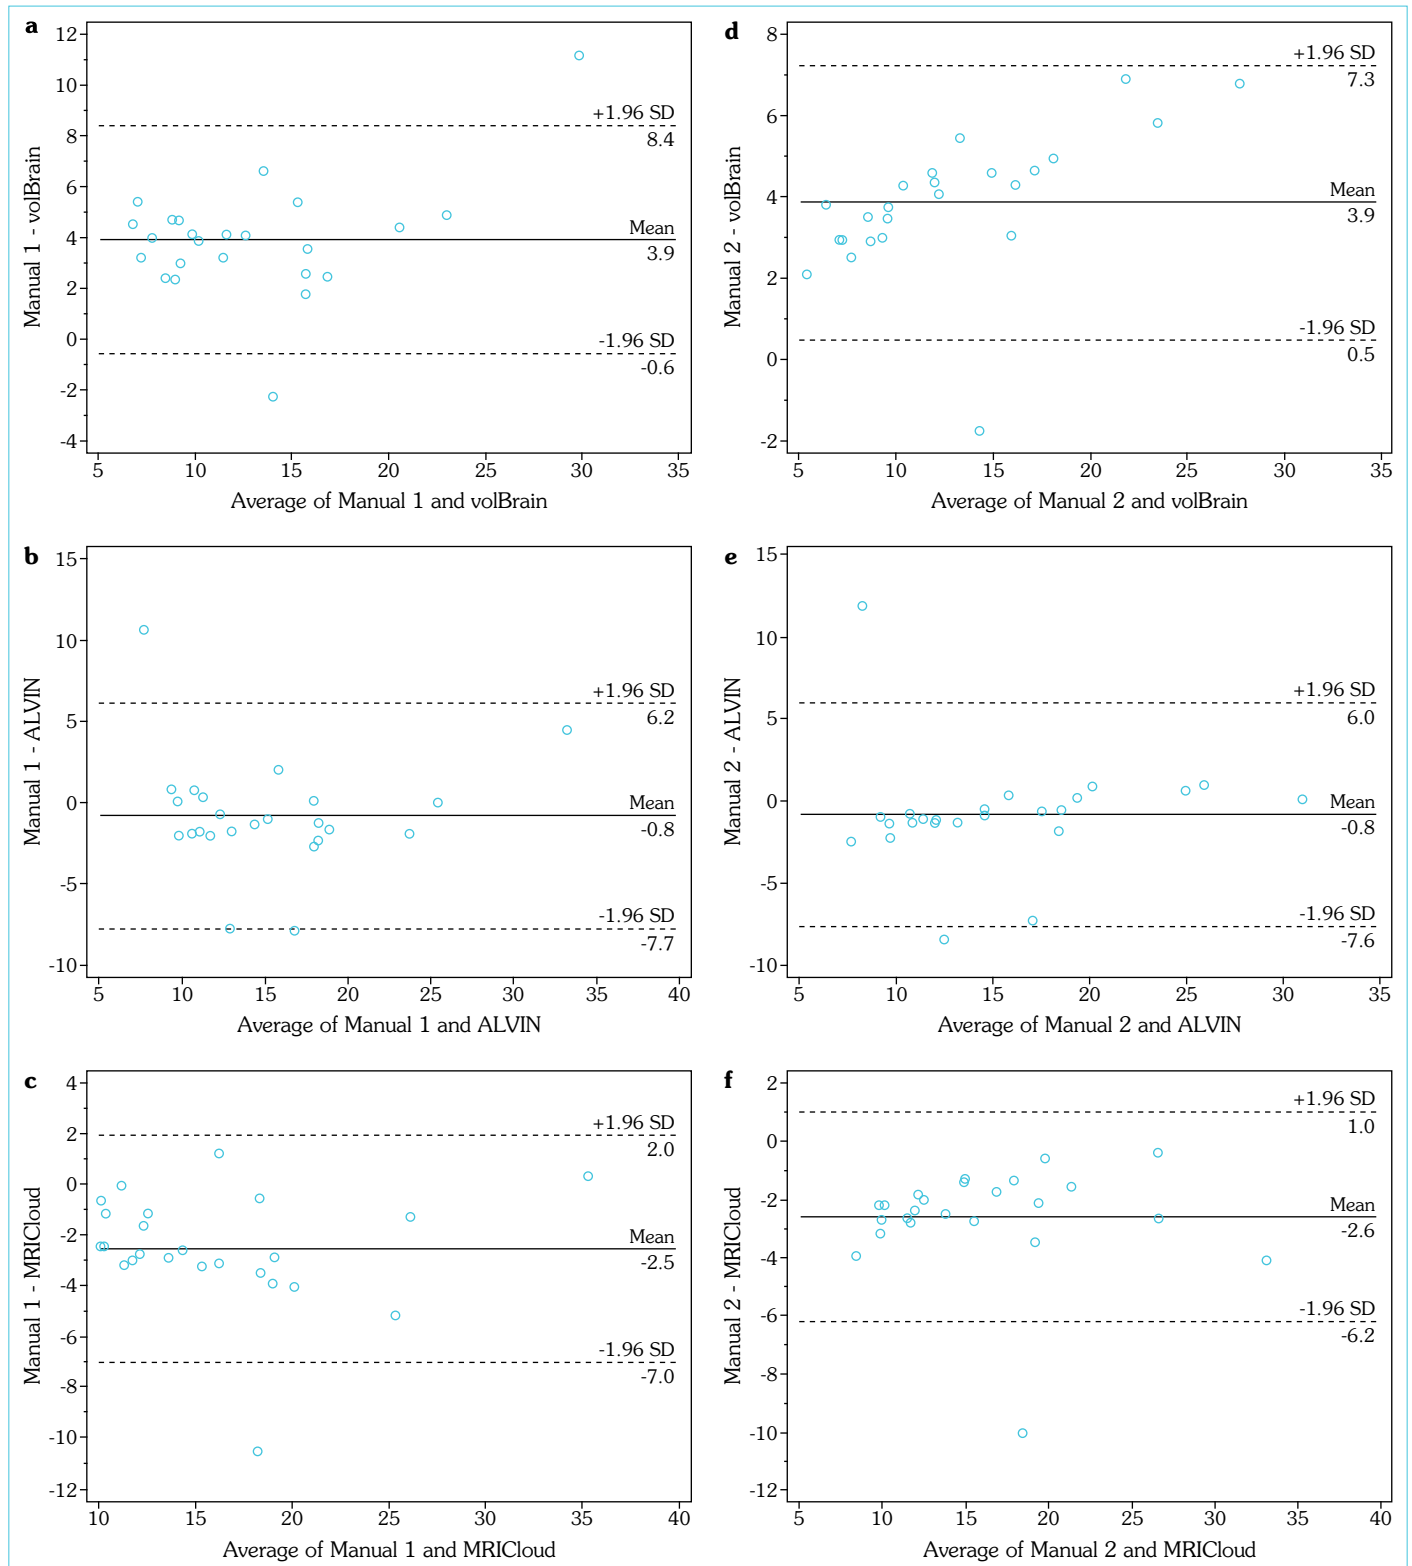 a
12
10
8
6
4
2
0
-2
-4
Manual 1 - volBrain
+1.96 SD
8.4
Mean
3.9
-1.96 SD
-0.6
5 10 15 20 25 30 35
Average of Manual 1 and volBrain
d
8
6
4
2
0
-2
Manual 2 - volBrain
+1.96 SD
7.3
Mean
3.9
-1.96 SD
0.5
5 10 15 20 25 30 35
Average of Manual 2 and volBrain
b
15
10
5
0
-5
-10
Manual 1 - ALVIN
+1.96 SD
6.2
Mean
-0.8
-1.96 SD
-7.7
5 10 15 20 25 30 35 40
Average of Manual 1 and ALVIN
e
15
10
5
0
-5
-10
Manual 2 - ALVIN
+1.96 SD
6.0
Mean
-0.8
-1.96 SD
-7.6
5 10 15 20 25 30 35
Average of Manual 2 and ALVIN
c
4
2
0
-2
-4
-6
-8
-10
-12
Manual 1 - MRICloud
+1.96 SD
2.0
Mean
-2.5
-1.96 SD
-7.0
10 15 20 25 30 35 40
Average of Manual 1 and MRICloud
f
2
0
-2
-4
-6
-8
-10
-12
Manual 2 - MRICloud
+1.96 SD
1.0
Mean
-2.6
-1.96 SD
-6.2
5 10 15 20 25 30 35 40
Average of Manual 2 and MRICloud